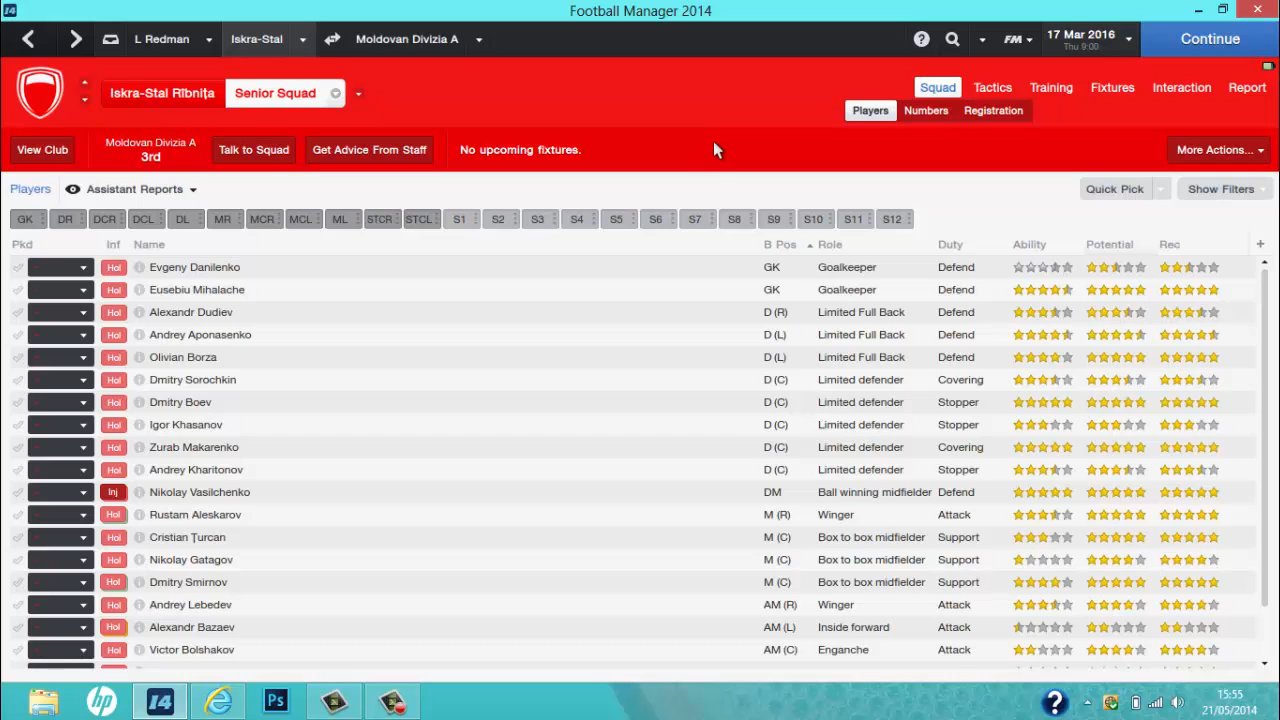 Football Manager 2014
L Redman Iskra-Stal Moldovan Divizia A FM 17 Mar 2016 Thu 9:00 Continue
Iskra-Stal Rîbnița Senior Squad Squad Tactics Training Fixtures Interaction Report
Players Numbers Registration
View Club Moldovan Divizia A 3rd Talk to Squad Get Advice From Staff No upcoming fixtures. More Actions...
Players Assistant Reports Quick Pick Show Filters
GK DR DCR DCL DL MR MCR MCL ML STCR STCL S1 S2 S3 S4 S5 S6 S7 S8 S9 S10 S11 S12
Pkd Inf Name B Pos Role Duty Ability Potential Rec +
Hol Evgeny Danilenko GK Goalkeeper Defend
Hol Eusebiu Mihalache GK Goalkeeper Defend
Hol Alexandr Dudiev D (R) Limited Full Back Defend
Hol Andrey Aponasenko D (L) Limited Full Back Defend
Hol Olivian Borza D (L) Limited Full Back Defend
Hol Dmitry Sorochkin D (C) Limited defender Covering
Hol Dmitry Boev D (C) Limited defender Stopper
Hol Igor Khasanov D (C) Limited defender Stopper
Hol Zurab Makarenko D (C) Limited defender Covering
Hol Andrey Kharitonov D (C) Limited defender Stopper
Inj Nikolay Vasilchenko DM Ball winning midfielder Defend
Hol Rustam Aleskarov M (R) Winger Attack
Hol Cristian Țurcan M (C) Box to box midfielder Support
Hol Nikolay Gatagov M (C) Box to box midfielder Support
Hol Dmitry Smirnov M (C) Box to box midfielder Support
Hol Andrey Lebedev AM (R) Winger Attack
Hol Alexandr Bazaev AM (L) Inside forward Attack
Hol Victor Bolshakov AM (C) Enganche Attack
hp 14 Ps 15:55
21/05/2014